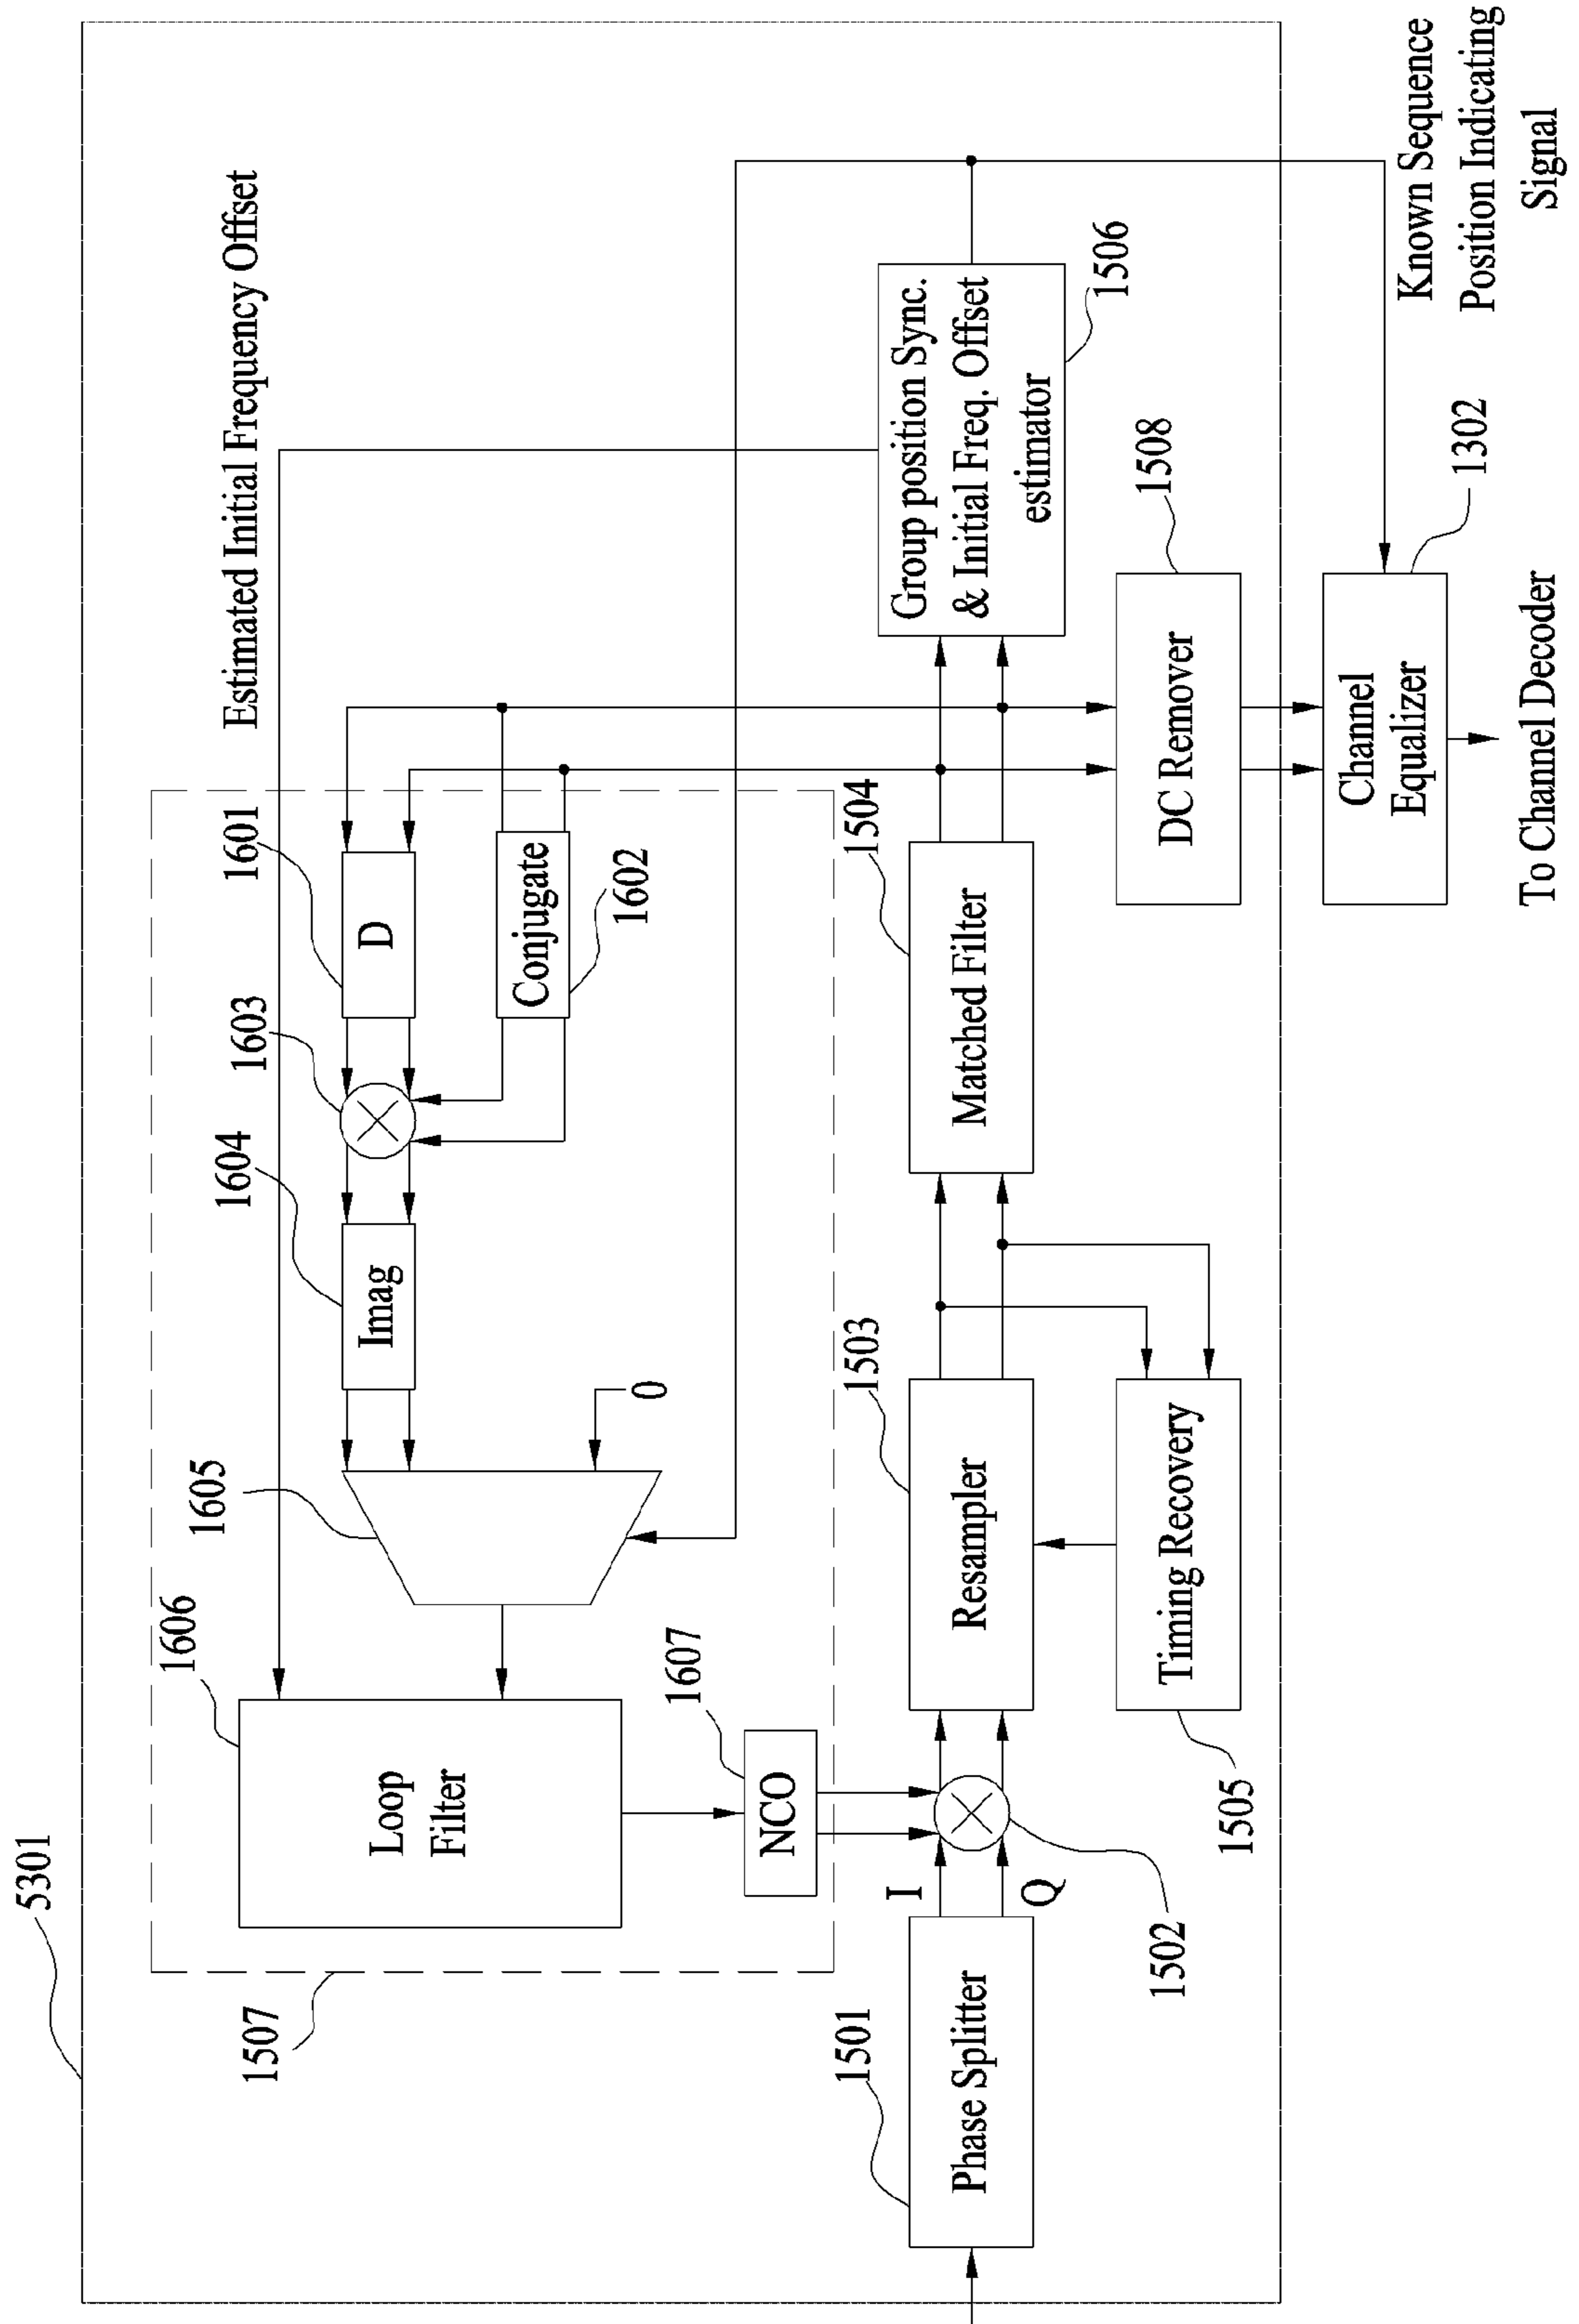 5301
1507
1606
1605
1604
1603
1601
Estimated Initial Frequency Offset
Loop
Filter
Imag
D
0
Conjugate
1602
1607
NCO
1501
I
Q
1503
1504
Phase Splitter
1502
Resampler
Matched Filter
Group position Sync.
& Initial Freq. Offset
estimator
1506
Timing Recovery
1505
DC Remover
1508
Channel
Equalizer
1302
Known Sequence
Position Indicating
Signal
To Channel Decoder